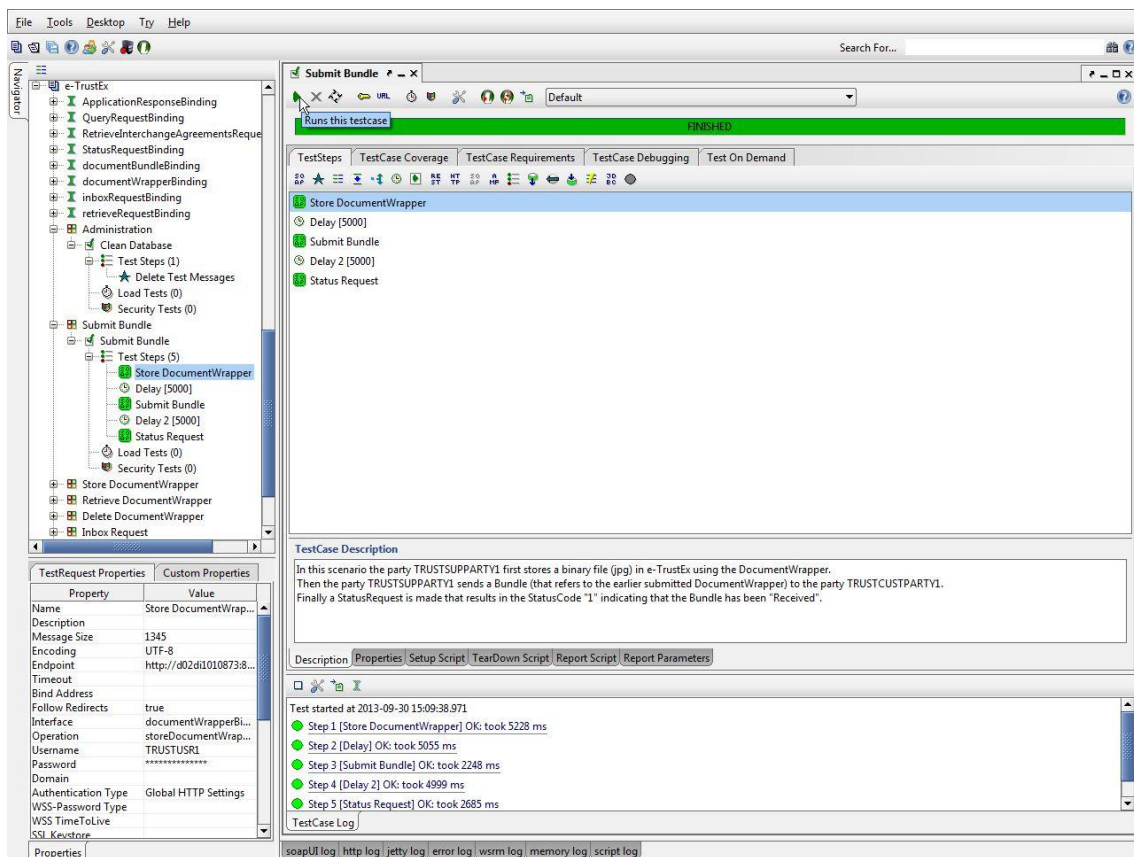 File Tools Desktop Try Help
Search For...
Navigator
e-TrustEx
ApplicationResponseBinding
QueryRequestBinding
RetrieveInterchangeAgreementsReque
StatusRequestBinding
documentBundleBinding
documentWrapperBinding
inboxRequestBinding
retrieveRequestBinding
Administration
Clean Database
Test Steps (1)
Delete Test Messages
Load Tests (0)
Security Tests (0)
Submit Bundle
Submit Bundle
Test Steps (5)
Store DocumentWrapper
Delay [5000]
Submit Bundle
Delay 2 [5000]
Status Request
Load Tests (0)
Security Tests (0)
Store DocumentWrapper
Retrieve DocumentWrapper
Delete DocumentWrapper
Inbox Request
TestRequest Properties Custom Properties
Property Value
Name Store DocumentWrap...
Description
Message Size 1345
Encoding UTF-8
Endpoint http://d02di1010873:8...
Timeout
Bind Address
Follow Redirects true
Interface documentWrapperBi...
Operation storeDocumentWrap...
Username TRUSTUSR1
Password **************
Domain
Authentication Type Global HTTP Settings
WSS-Password Type
WSS TimeToLive
SSL Keystore
Properties
Submit Bundle
URL Default
Runs this testcase
FINISHED
TestSteps TestCase Coverage TestCase Requirements TestCase Debugging Test On Demand
Store DocumentWrapper
Delay [5000]
Submit Bundle
Delay 2 [5000]
Status Request
TestCase Description
In this scenario the party TRUSTSUPPARTY1 first stores a binary file (jpg) in e-TrustEx using the DocumentWrapper.
Then the party TRUSTSUPPARTY1 sends a Bundle (that refers to the earlier submitted DocumentWrapper) to the party TRUSTCUSTPARTY1.
Finally a StatusRequest is made that results in the StatusCode "1" indicating that the Bundle has been "Received".
Description Properties Setup Script TearDown Script Report Script Report Parameters
Test started at 2013-09-30 15:09:38.971
Step 1 [Store DocumentWrapper] OK: took 5228 ms
Step 2 [Delay] OK: took 5055 ms
Step 3 [Submit Bundle] OK: took 2248 ms
Step 4 [Delay 2] OK: took 4999 ms
Step 5 [Status Request] OK: took 2685 ms
TestCase Log
soapUI log http log jetty log error log wsrm log memory log script log